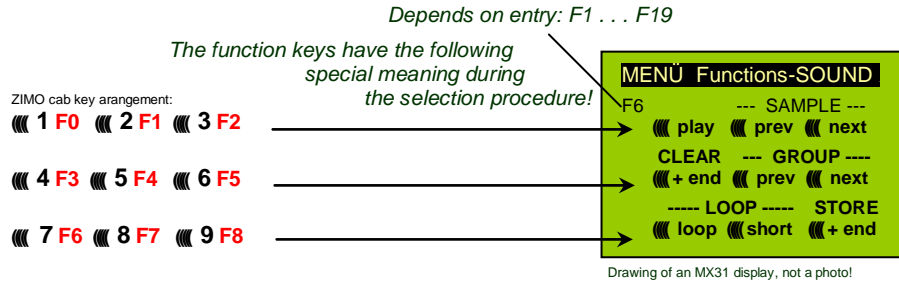 Depends on entry: F1 . . . F19
The function keys have the following
special meaning during
the selection procedure!
ZIMO cab key arangement:
((((  1 F0  ((((  2 F1  ((((  3 F2
((((  4 F3  ((((  5 F4  ((((  6 F5
((((  7 F6  ((((  8 F7  ((((  9 F8
MENÜ Functions-SOUND
F6 --- SAMPLE ---
(((( play (((( prev (((( next
CLEAR --- GROUP ----
((((+ end (((( prev (((( next
----- LOOP ----- STORE
(((( loop ((((short ((((+ end
Drawing of an MX31 display, not a photo!